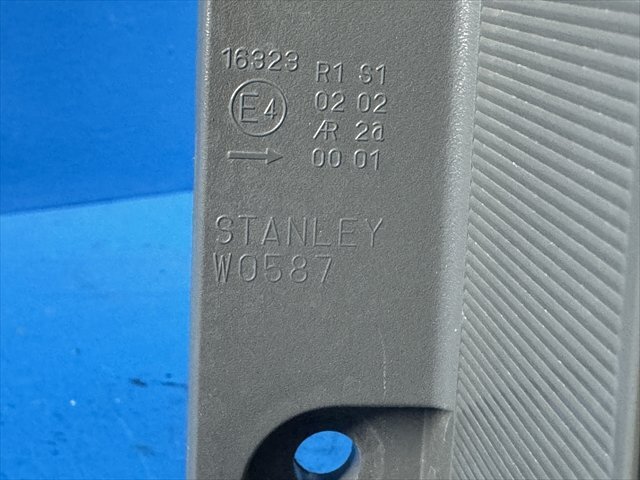 16323
E4
→
R1 S1
02 02
AR 2a
00 01
STANLEY
W0587